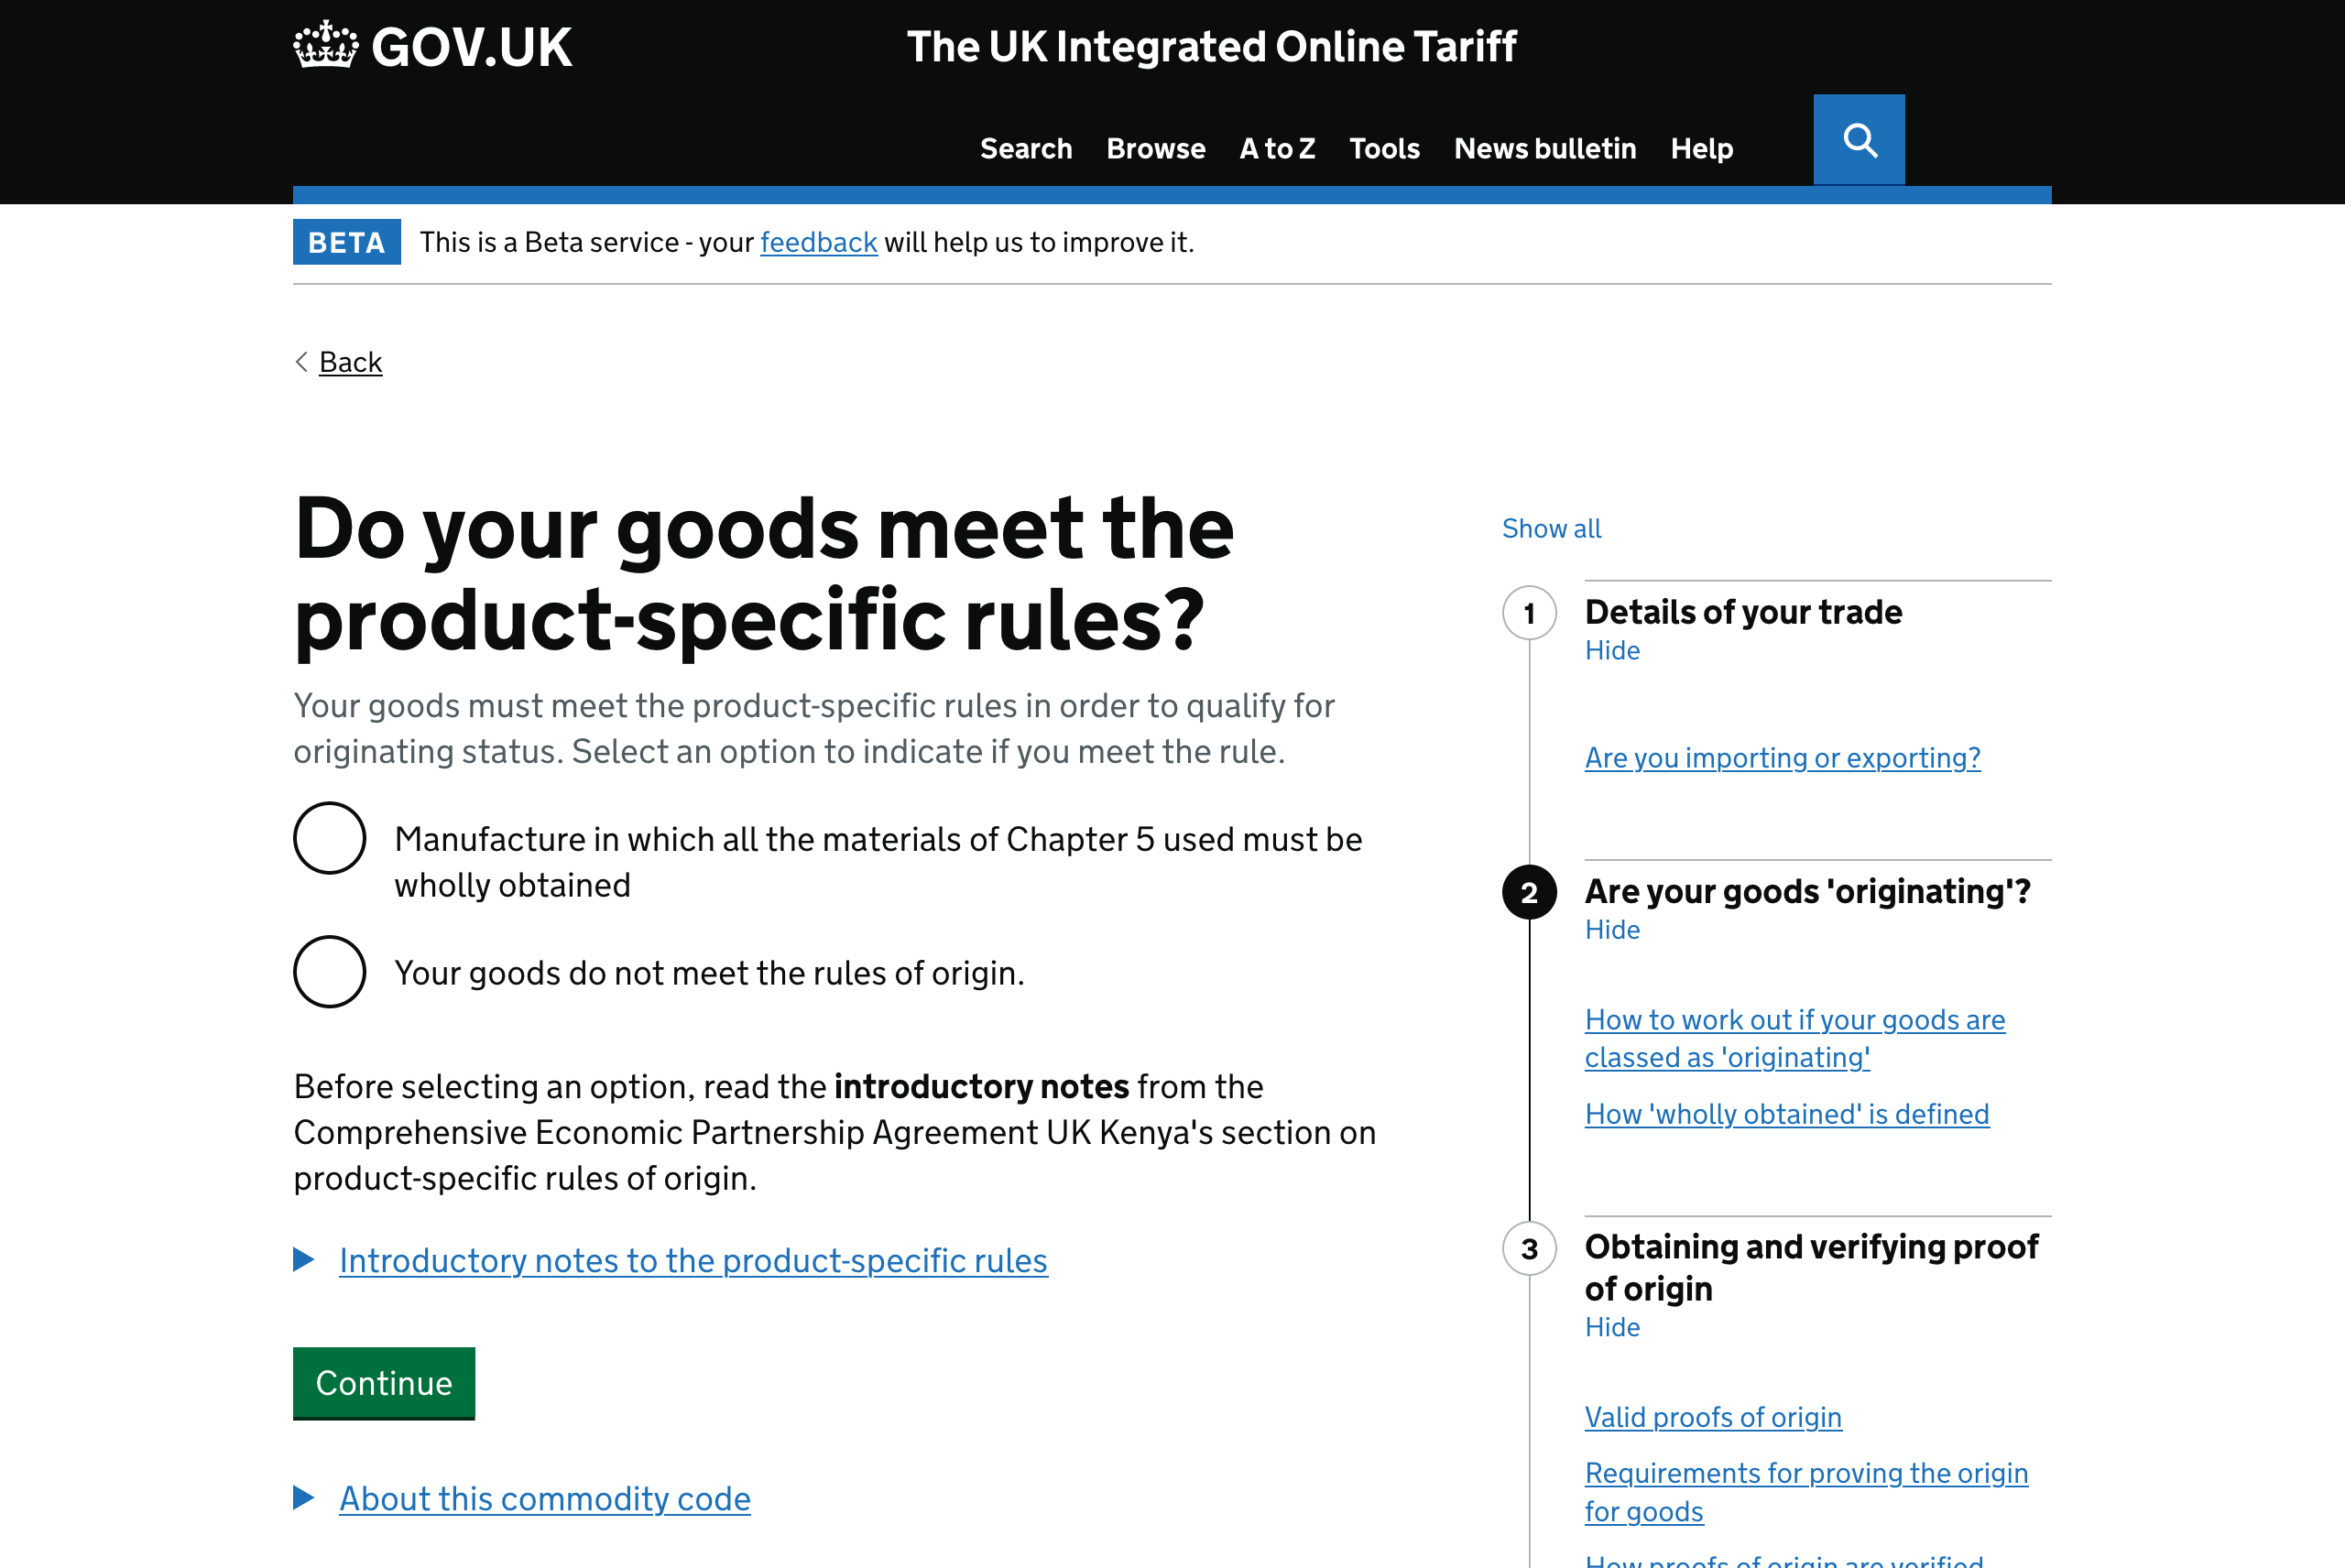 GOV.UK
The UK Integrated Online Tariff
Search Browse A to Z Tools News bulletin Help
BETA This is a Beta service - your feedback will help us to improve it.
Back
Do your goods meet the
product-specific rules?
Your goods must meet the product-specific rules in order to qualify for
originating status. Select an option to indicate if you meet the rule.
Manufacture in which all the materials of Chapter 5 used must be
wholly obtained
Your goods do not meet the rules of origin.
Before selecting an option, read the introductory notes from the
Comprehensive Economic Partnership Agreement UK Kenya's section on
product-specific rules of origin.
Introductory notes to the product-specific rules
Continue
About this commodity code
Show all
1 Details of your trade
Hide
Are you importing or exporting?
2 Are your goods 'originating'?
Hide
How to work out if your goods are
classed as 'originating'
How 'wholly obtained' is defined
3 Obtaining and verifying proof
of origin
Hide
Valid proofs of origin
Requirements for proving the origin
for goods
How proofs of origin are verified